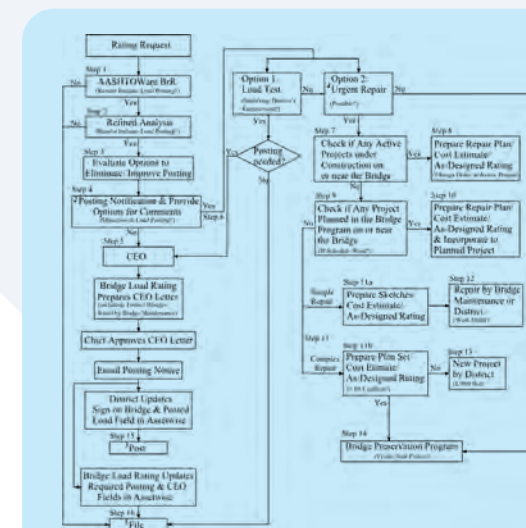 Rating Request
Step 1
AASHTOWare BrR
No
Yes
Step 2
Refined Analysis
No
Yes
Step 3
Evaluate Options to
Eliminate/Improve Posting
Step 4
Posting Notification & Provide
Options for Comments
Yes
Step 6
No
Step 5
CEO
Bridge Load Rating
Prepares CEO Letter
Chief Approves CEO Letter
Email Posting Notice
District Updates
Sign on Bridge & Posted
Load Field in Assetwise
Step 15
Post
Bridge Load Rating Updates
Required Posting & CEO
Fields in Assetwise
Step 16
File
Option 1:
Load Test
No
Yes
Posting
needed?
Yes
No
Option 2:
Urgent Repair
(Possible?)
No
Yes
Step 7
Check if Any Active
Projects under
Construction on
or near the Bridge
Yes
No
Step 8
Prepare Repair Plan/
Cost Estimate/
As-Designed Rating
Step 9
Check if Any Project
Planned in the Bridge
Program on or near
the Bridge
No
Yes
Step 10
Prepare Repair Plan/
Cost Estimate/
As-Designed Rating
& Incorporate to
Planned Project
Simple
Repair
Step 11a
Prepare Sketches/
Cost Estimate/
As-Designed Rating
Step 12
Repair by Bridge
Maintenance or
District
Step 11
Complex
Repair
Step 11b
Prepare Plan Set/
Cost Estimate/
As-Designed Rating
No
Yes
Step 13
New Project
by District
Step 14
Bridge Preservation Program